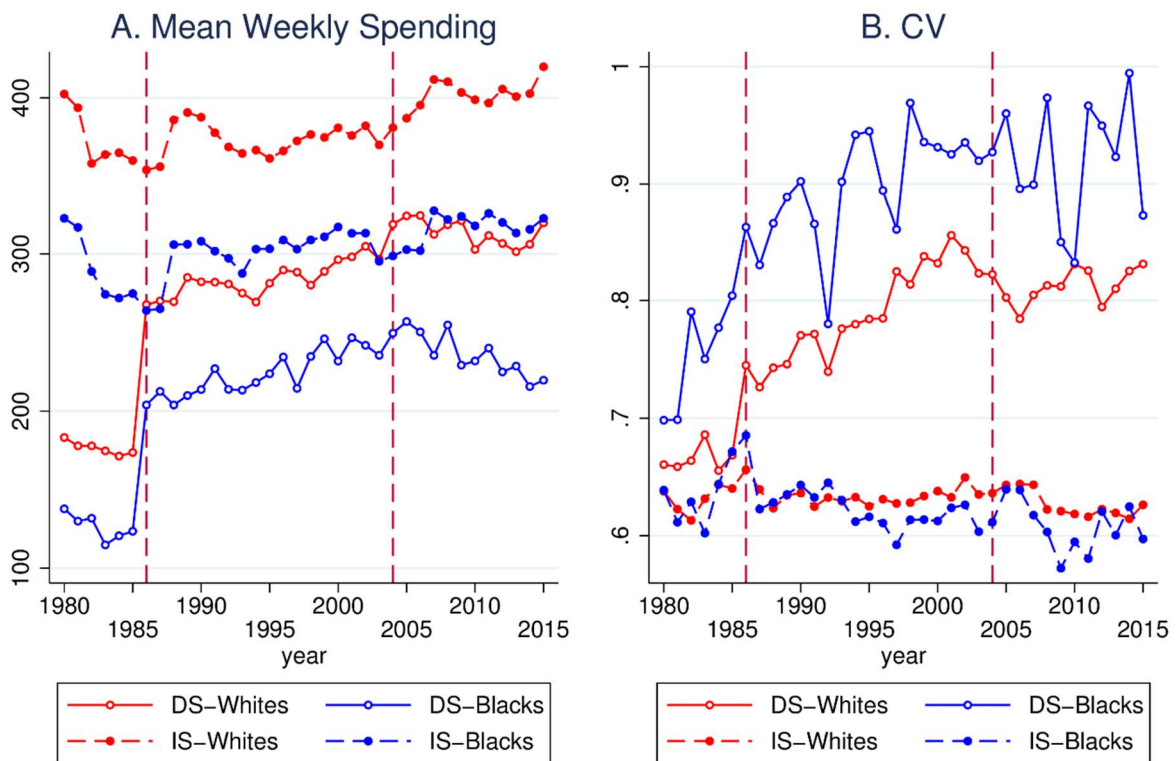 A. Mean Weekly Spending
400
300
200
100
1980
1990
2000
2010
1985
1995
2005
2015
year
DS−Whites
DS−Blacks
IS−Whites
IS−Blacks
B. CV
1
.9
.8
.7
.6
1980
1990
2000
2010
1985
1995
2005
2015
year
DS−Whites
DS−Blacks
IS−Whites
IS−Blacks